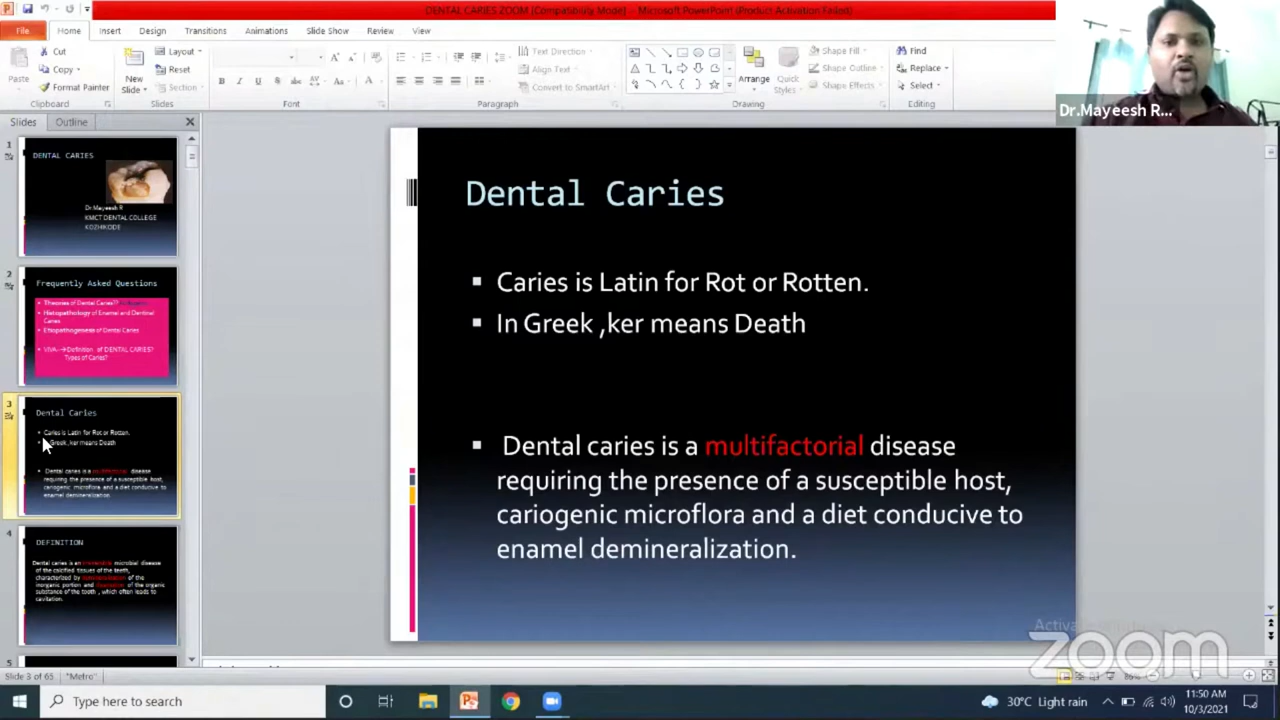 DENTAL CARIES ZOOM [Compatibility Mode] - Microsoft PowerPoint (Product Activation Failed)
File Home Insert Design Transitions Animations Slide Show Review View
Cut
Copy
Format Painter
Paste
Clipboard
New
Slide
Layout
Reset
Section
Slides
Font
Text Direction
Align Text
Convert to SmartArt
Paragraph
Arrange
Quick
Styles
Shape Fill
Shape Outline
Shape Effects
Drawing
Find
Replace
Select
Editing
Dr.Mayeesh R...
Slides Outline
1
DENTAL CARIES
Dr.Mayeesh R
KMCT DENTAL COLLEGE
KOZHIKODE
2
Frequently Asked Questions
Theories of Dental Caries??
Histopathology of Enamel and Dentinal
Caries
Etiopathogenesis of Dental Caries
VIVA--> Definition of DENTAL CARIES?
Types of Caries?
3
Dental Caries
Caries is Latin for Rot or Rotten.
Greek ,ker means Death
Dental caries is a multifactorial disease
requiring the presence of a susceptible host,
cariogenic microflora and a diet conducive to
enamel demineralization
4
DEFINITION
Dental caries is an irreversible microbial disease
of the calcified tissues of the teeth,
characterized by demineralization of the
inorganic portion and destruction of the organic
substance of the tooth , which often leads to
cavitation.
5
Dental Caries
Caries is Latin for Rot or Rotten.
In Greek ,ker means Death
Dental caries is a multifactorial disease
requiring the presence of a susceptible host,
cariogenic microflora and a diet conducive to
enamel demineralization.
zoom
Slide 3 of 65 "Metro"
Type here to search
30°C Light rain
11:50 AM
10/3/2021